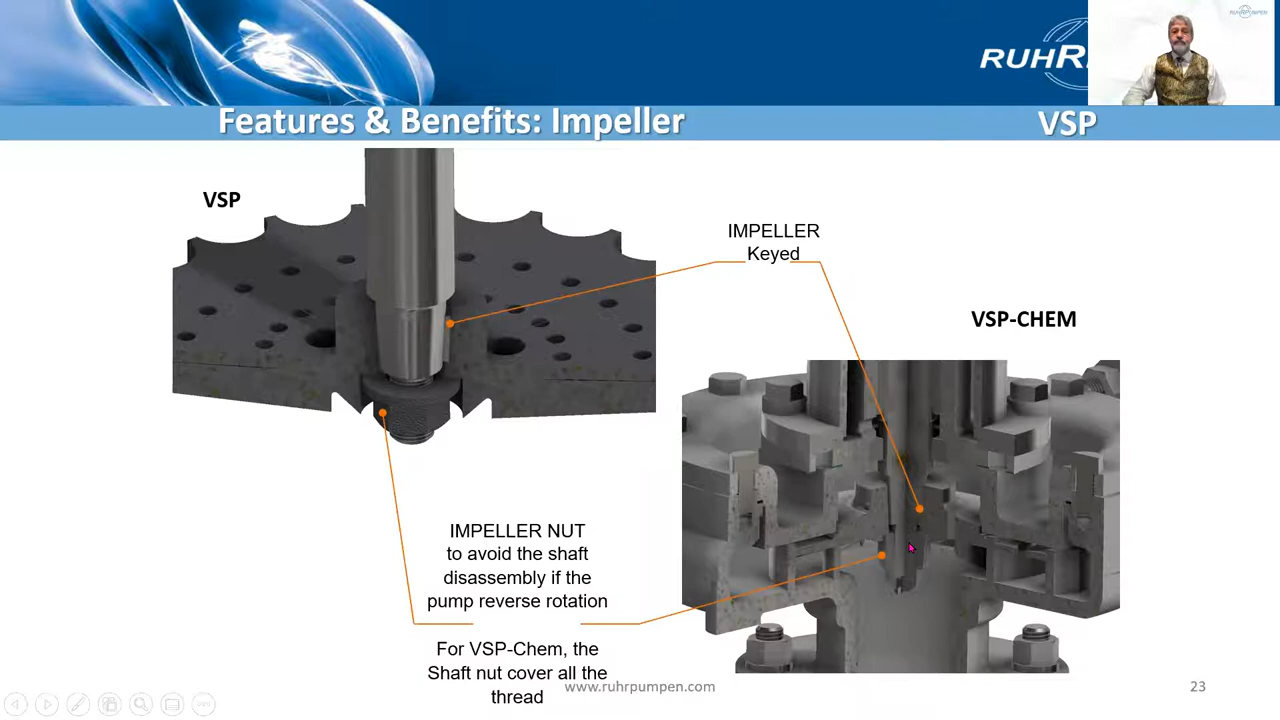 RUHRPUMPEN
RUHR
Features & Benefits: Impeller
VSP
VSP
IMPELLER
Keyed
VSP-CHEM
IMPELLER NUT
to avoid the shaft
disassembly if the
pump reverse rotation
For VSP-Chem, the
Shaft nut cover all the
thread
www.ruhrpumpen.com
23